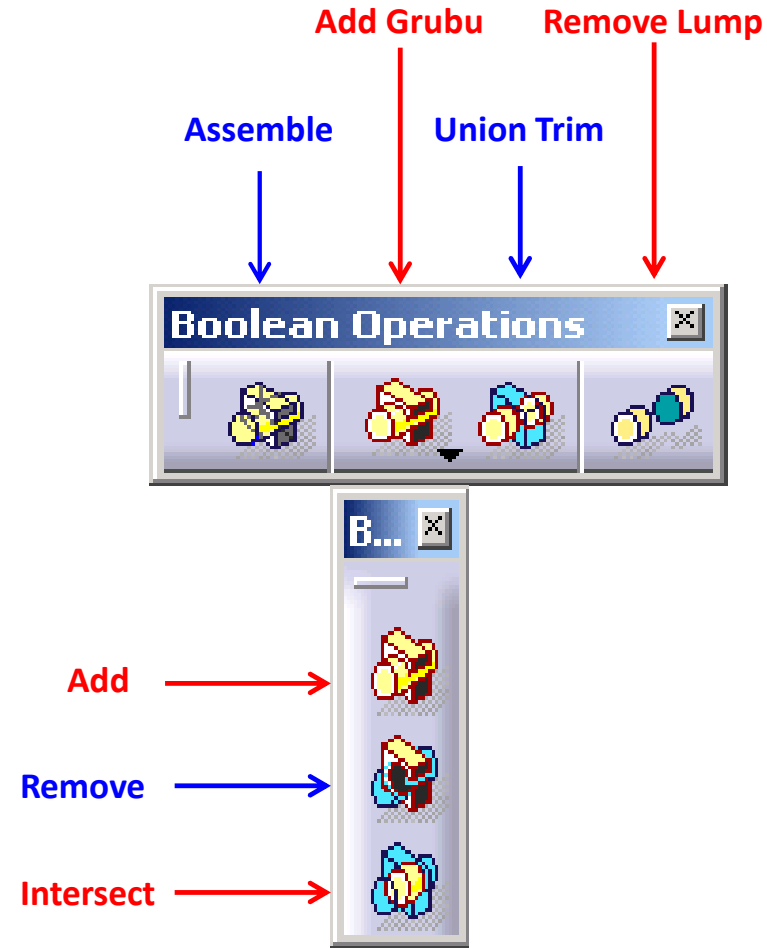 Add Grubu Remove Lump
Assemble Union Trim
Boolean Operations
B...
Add
Remove
Intersect